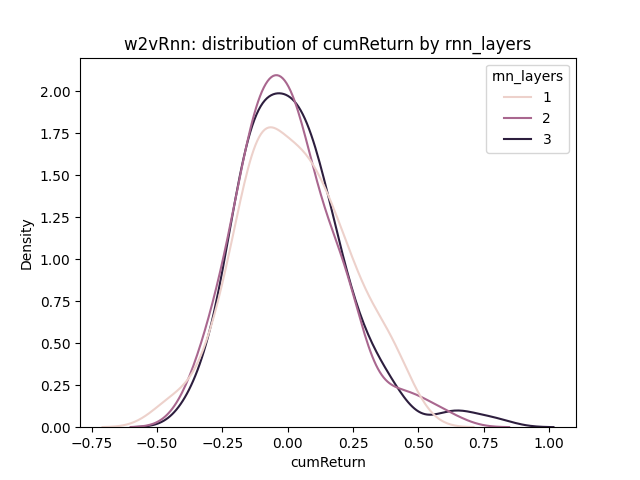 w2vRnn: distribution of cumReturn by rnn_layers
rnn_layers
1
2
3
Density
2.00
1.75
1.50
1.25
1.00
0.75
0.50
0.25
0.00
−0.75 −0.50 −0.25 0.00 0.25 0.50 0.75 1.00
cumReturn